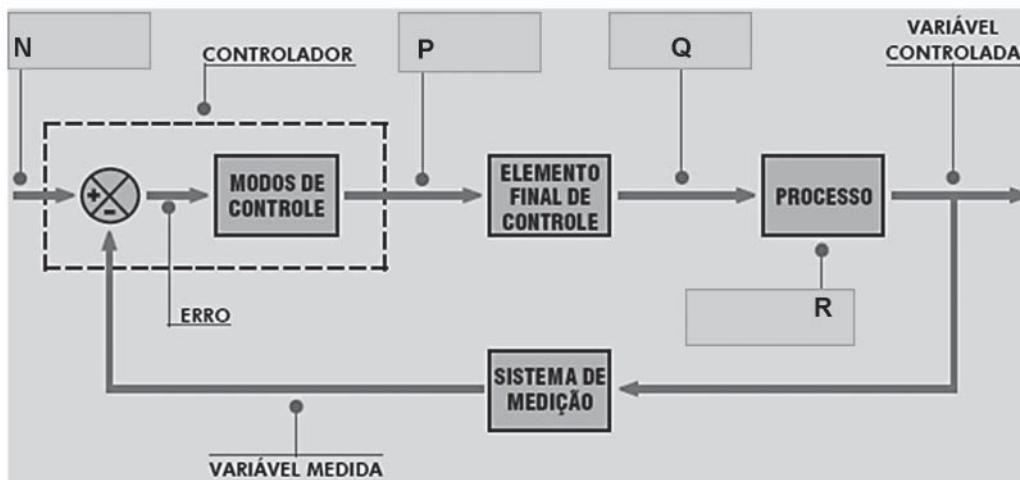 N
CONTROLADOR
P
Q
VARIÁVEL
CONTROLADA
+
-
MODOS DE
CONTROLE
ELEMENTO
FINAL DE
CONTROLE
PROCESSO
ERRO
R
SISTEMA DE
MEDIÇÃO
VARIÁVEL MEDIDA